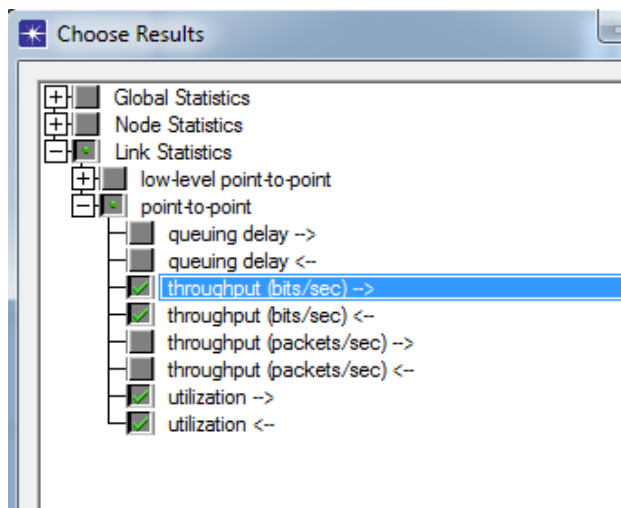 Choose Results
Global Statistics
Node Statistics
Link Statistics
low-level point-to-point
point-to-point
queuing delay -->
queuing delay <--
throughput (bits/sec) -->
throughput (bits/sec) <--
throughput (packets/sec) -->
throughput (packets/sec) <--
utilization -->
utilization <--